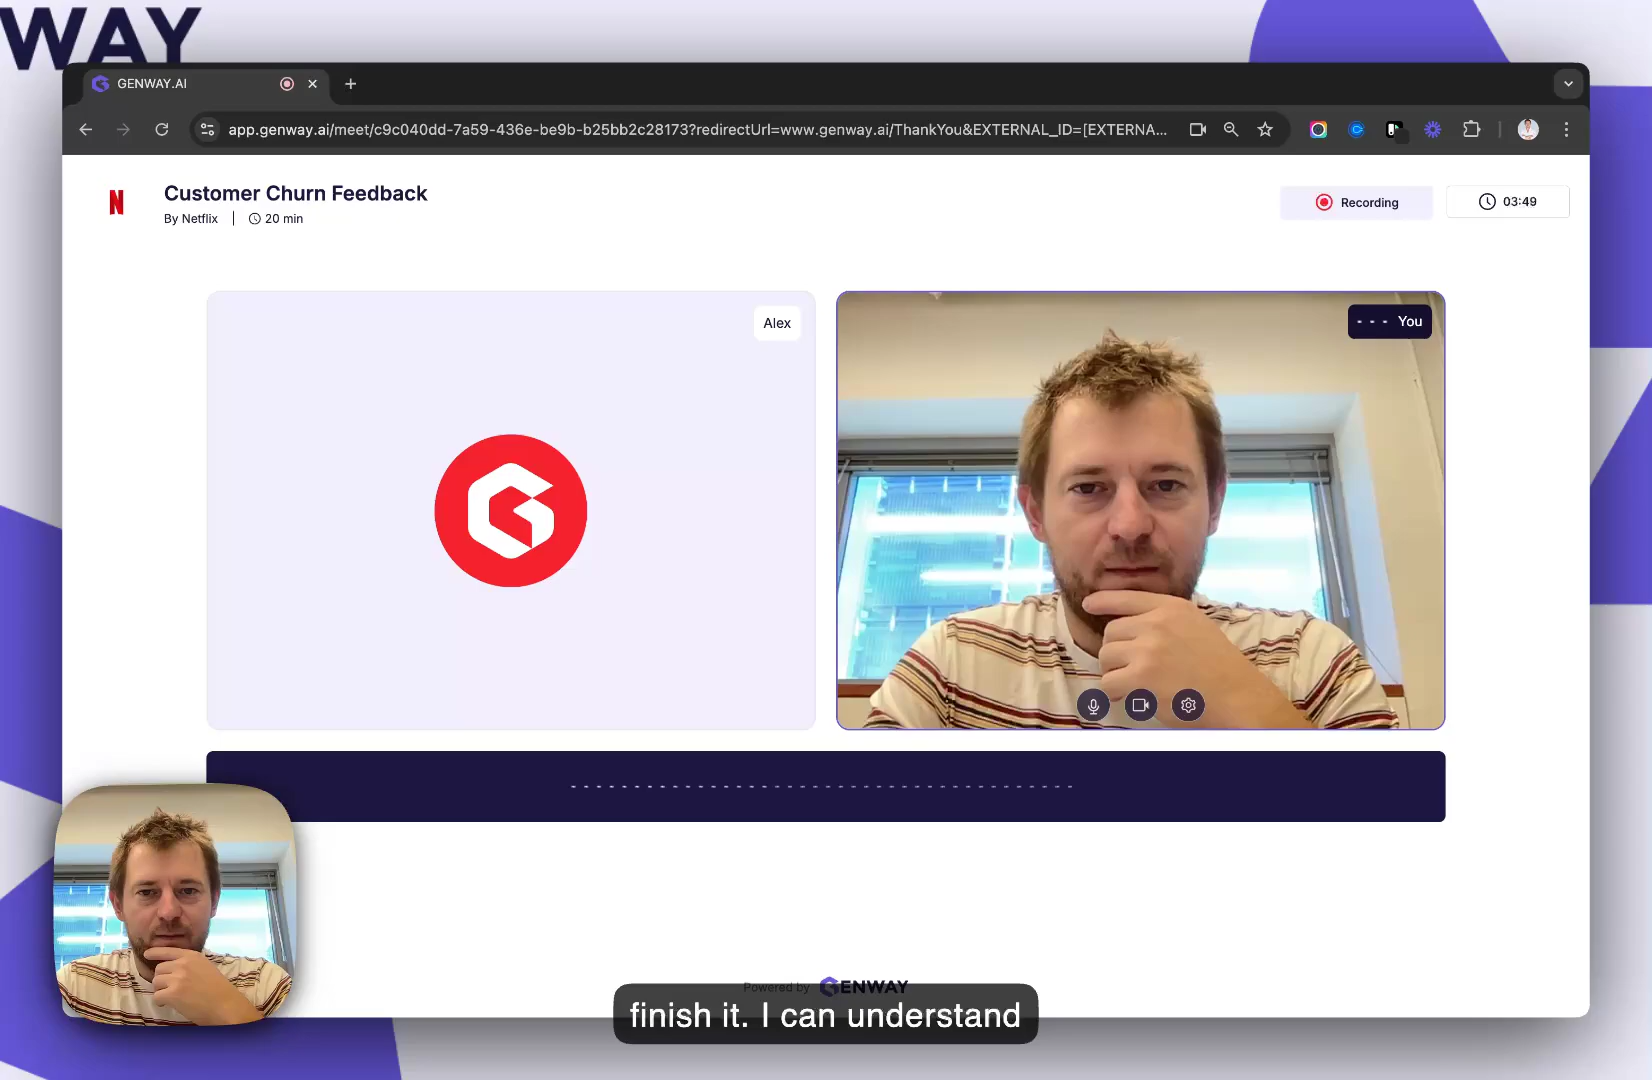 WAY
GENWAY.AI
app.genway.ai/meet/c9c040dd-7a59-436e-be9b-b25bb2c28173?redirectUrl=www.genway.ai/ThankYou&EXTERNAL_ID=[EXTERNA...
N
Customer Churn Feedback
By Netflix | 20 min
Recording
03:49
Alex
- - - You
Powered by GENWAY
finish it. I can understand